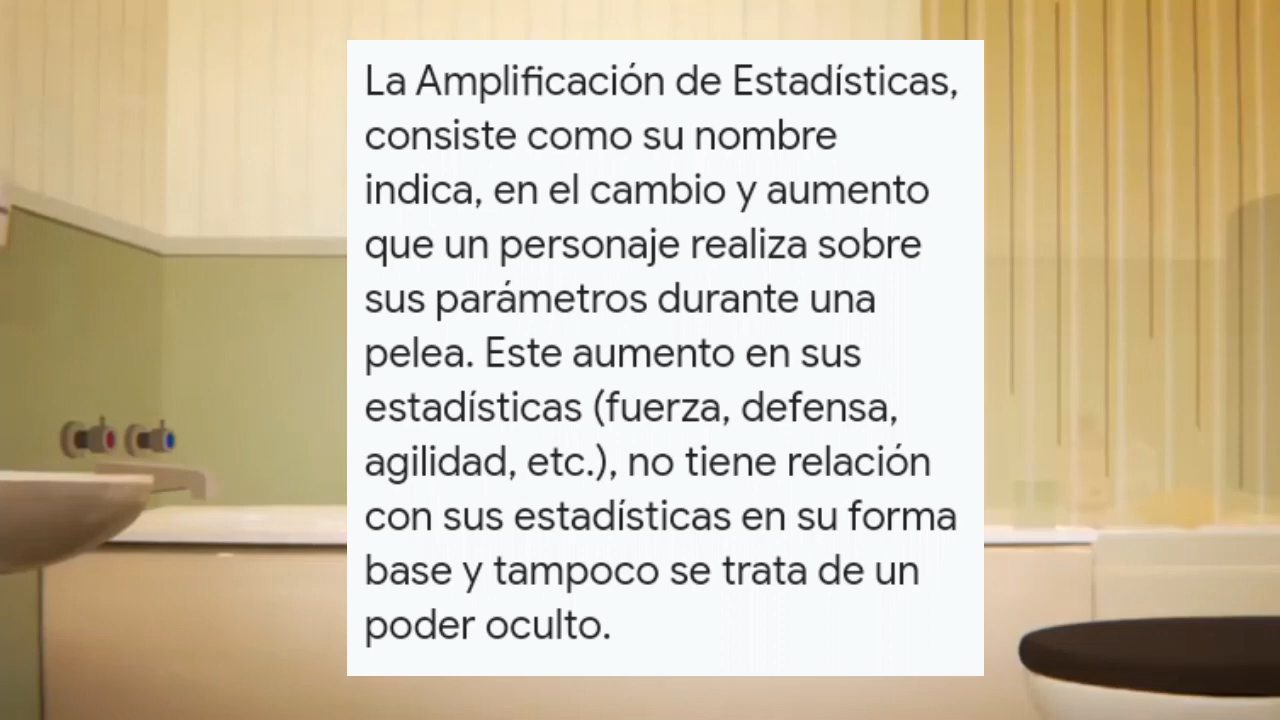 La Amplificación de Estadísticas,
consiste como su nombre
indica, en el cambio y aumento
que un personaje realiza sobre
sus parámetros durante una
pelea. Este aumento en sus
estadísticas (fuerza, defensa,
agilidad, etc.), no tiene relación
con sus estadísticas en su forma
base y tampoco se trata de un
poder oculto.